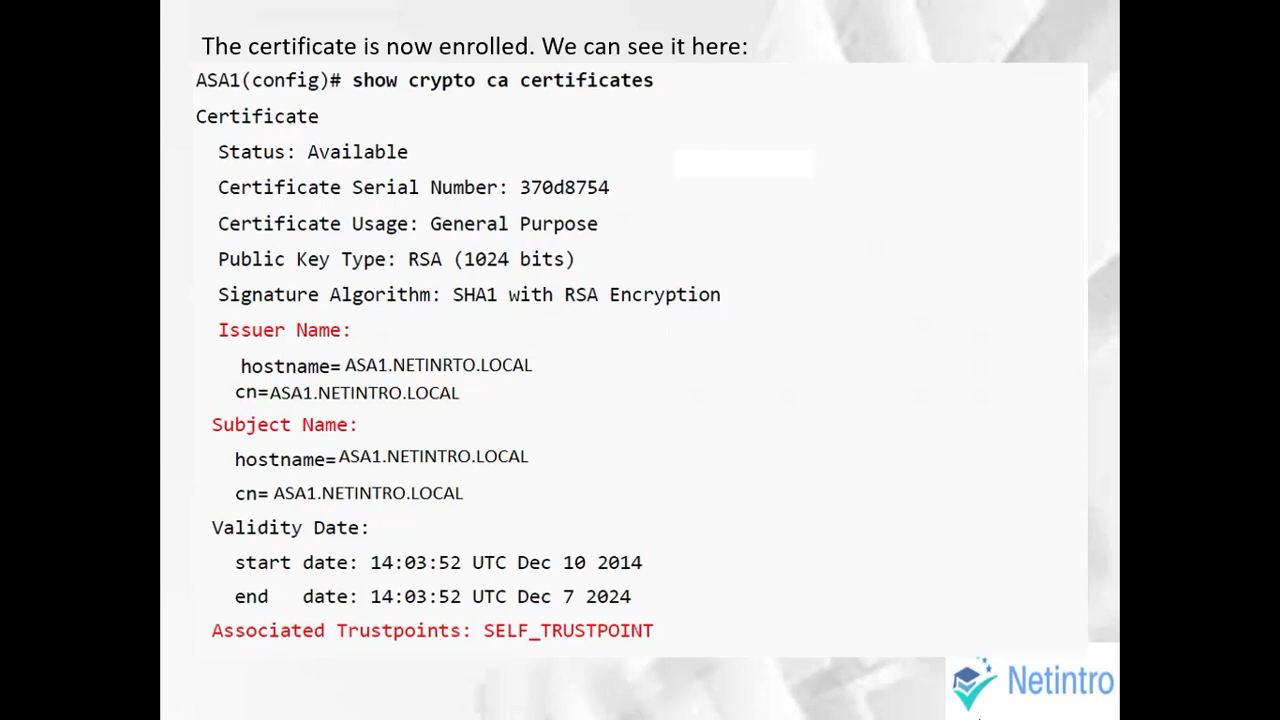 The certificate is now enrolled. We can see it here:
ASA1(config)# show crypto ca certificates
Certificate
Status: Available
Certificate Serial Number: 370d8754
Certificate Usage: General Purpose
Public Key Type: RSA (1024 bits)
Signature Algorithm: SHA1 with RSA Encryption
Issuer Name:
hostname= ASA1.NETINRTO.LOCAL
cn= ASA1.NETINTRO.LOCAL
Subject Name:
hostname= ASA1.NETINTRO.LOCAL
cn= ASA1.NETINTRO.LOCAL
Validity Date:
start date: 14:03:52 UTC Dec 10 2014
end   date: 14:03:52 UTC Dec 7 2024
Associated Trustpoints: SELF_TRUSTPOINT
Netintro